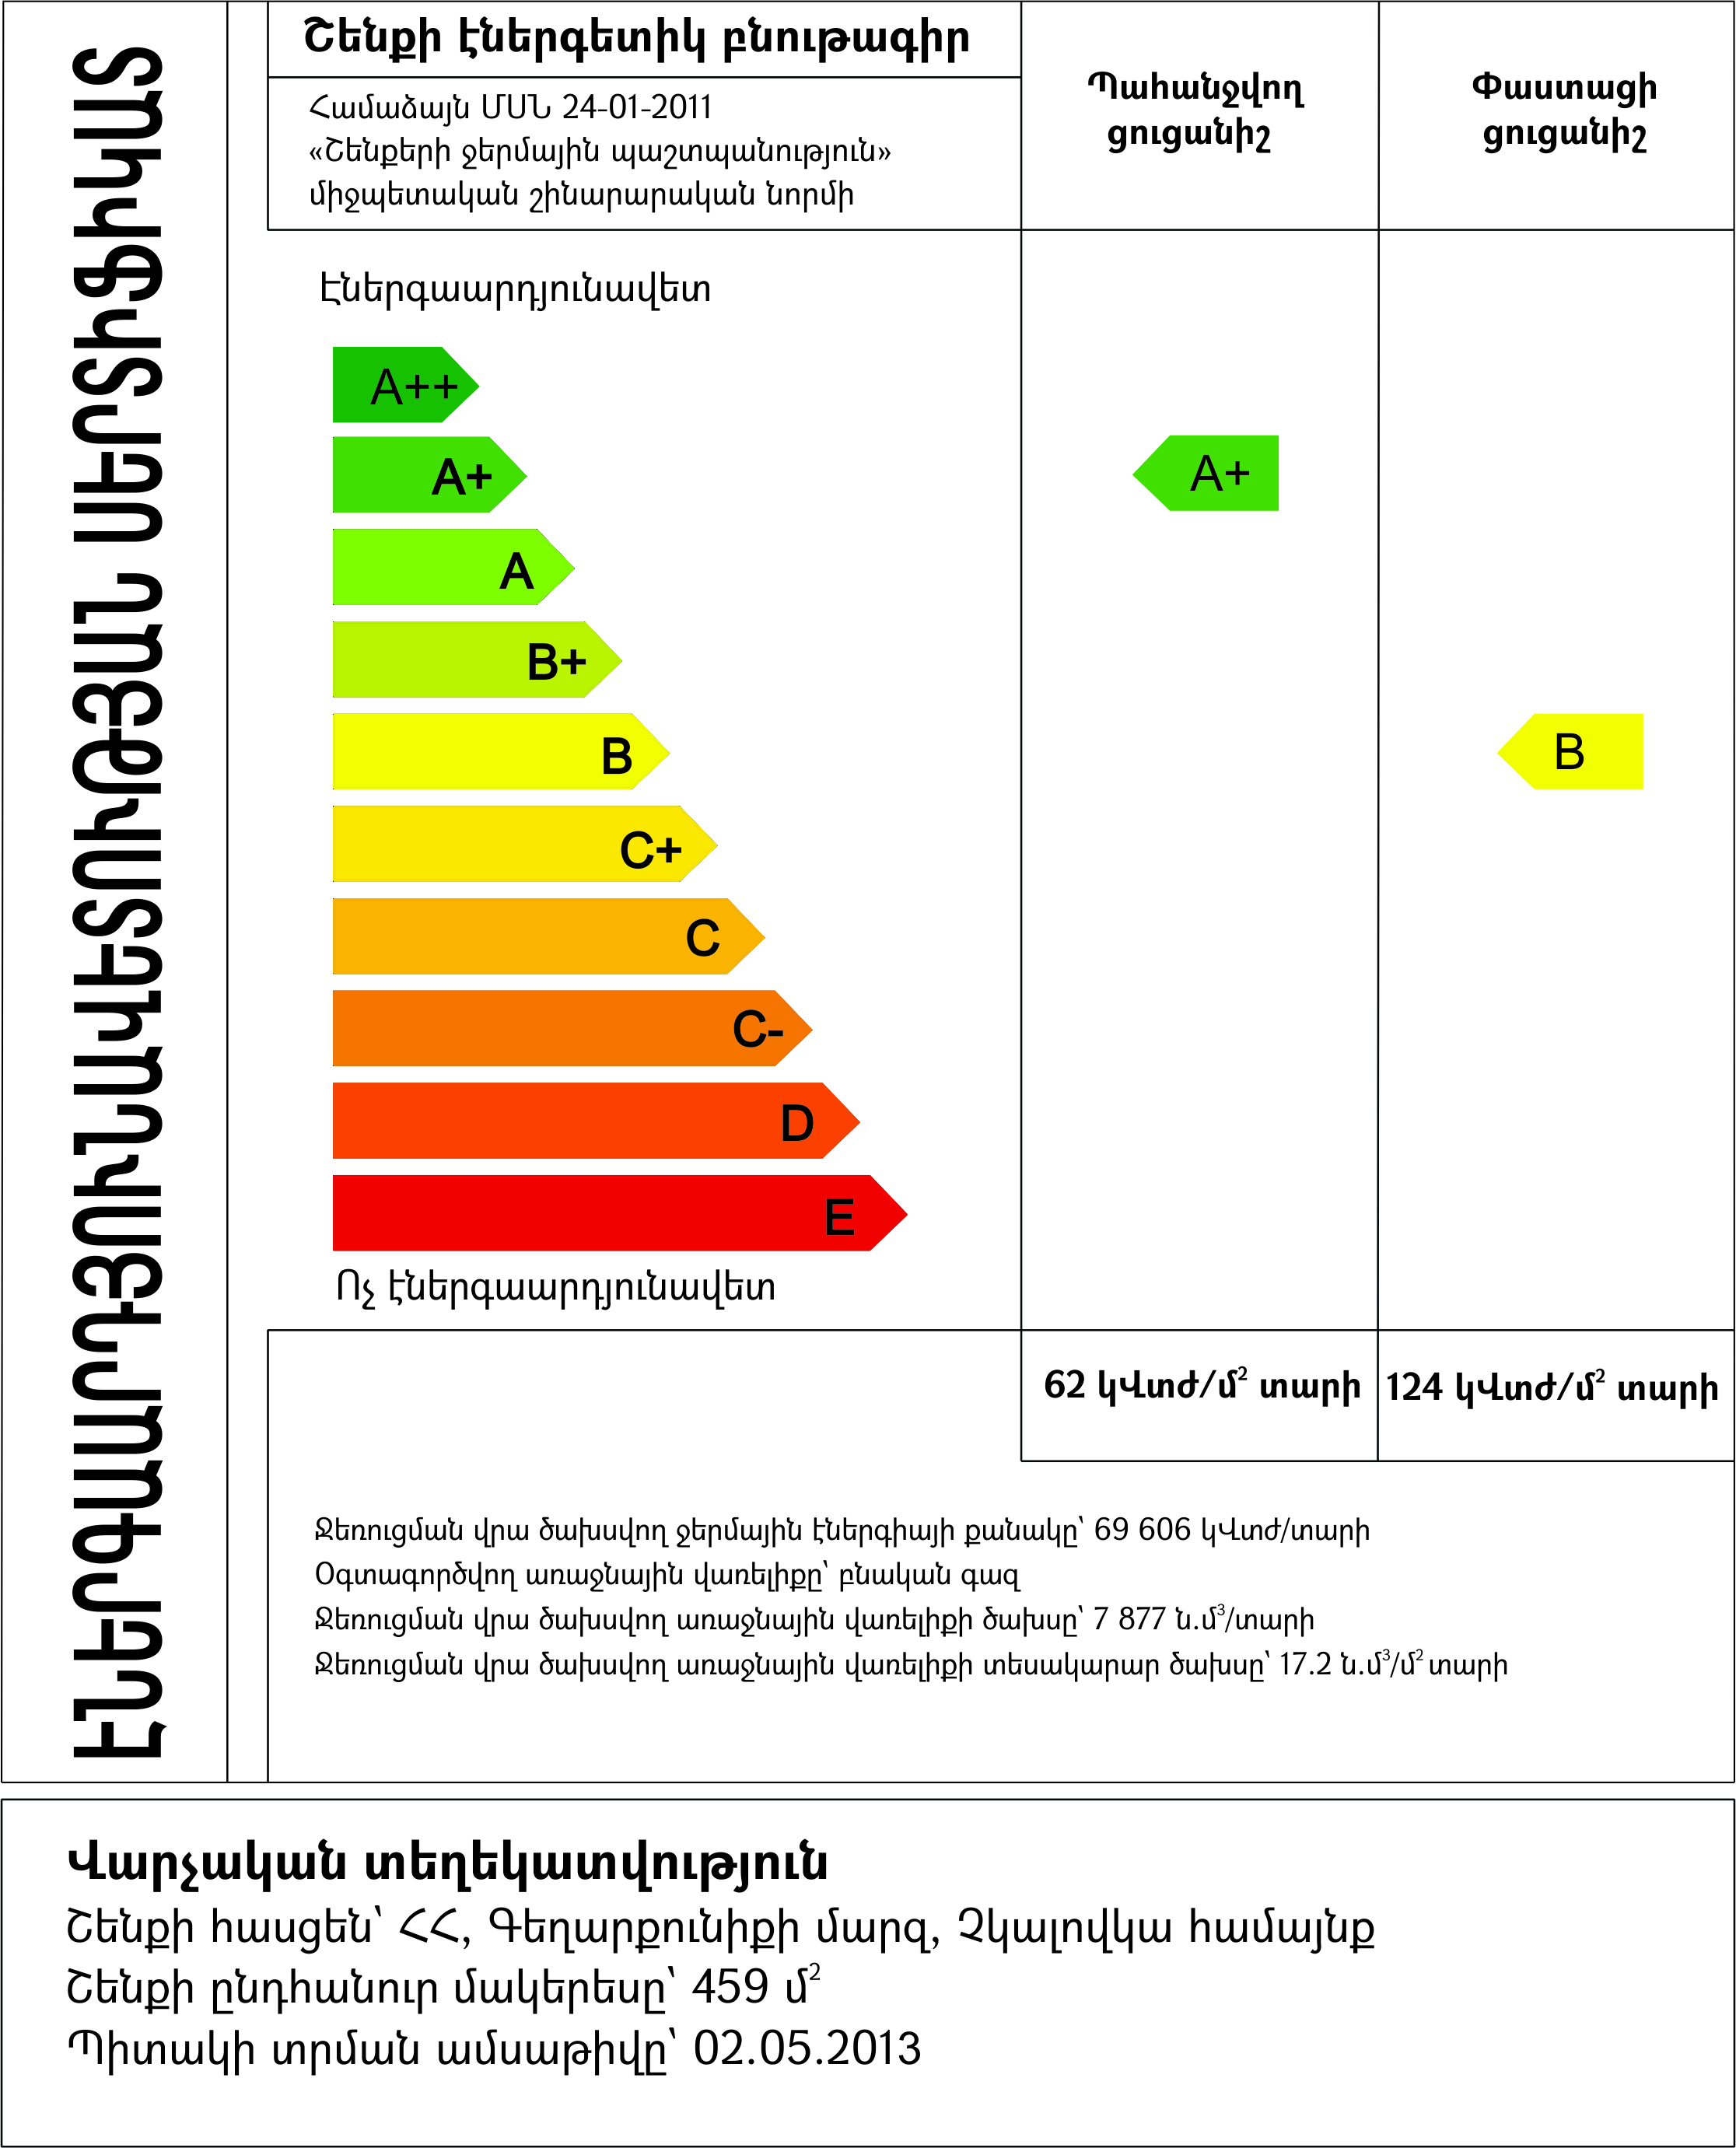 ԷՆԵՐԳԱԱՐԴՅՈՒՆԱՎԵՏՈՒԹՅԱՆ ՍԵՐՏԻՖԻԿԱՏ
Շենքի էներգետիկ բնութագիր
Համաձայն ՄՍՆ 24-01-2011
«Շենքերի ջերմային պաշտպանություն»
միջպետական շինարարական նորմի
Պահանջվող
ցուցանիշ
Փաստացի
ցուցանիշ
Էներգաարդյունավետ
A++
A+
A+
A
B+
B
B
C+
C
C-
D
E
Ոչ էներգաարդյունավետ
62 կՎտժ/մ² տարի
124 կՎտժ/մ² տարի
Ջեռուցման վրա ծախսվող ջերմային էներգիայի քանակը՝ 69 606 կՎտժ/տարի
Օգտագործվող առաջնային վառելիքը՝ բնական գազ
Ջեռուցման վրա ծախսվող առաջնային վառելիքի ծախսը՝ 7 877 ն.մ³/տարի
Ջեռուցման վրա ծախսվող առաջնային վառելիքի տեսակարար ծախսը՝ 17.2 ն.մ³/մ² տարի
Վարչական տեղեկատվություն
Շենքի հասցեն՝ ՀՀ, Գեղարքունիքի մարզ, Չկալովկա համայնք
Շենքի ընդհանուր մակերեսը՝ 459 մ²
Պիտակի տրման ամսաթիվը՝ 02.05.2013